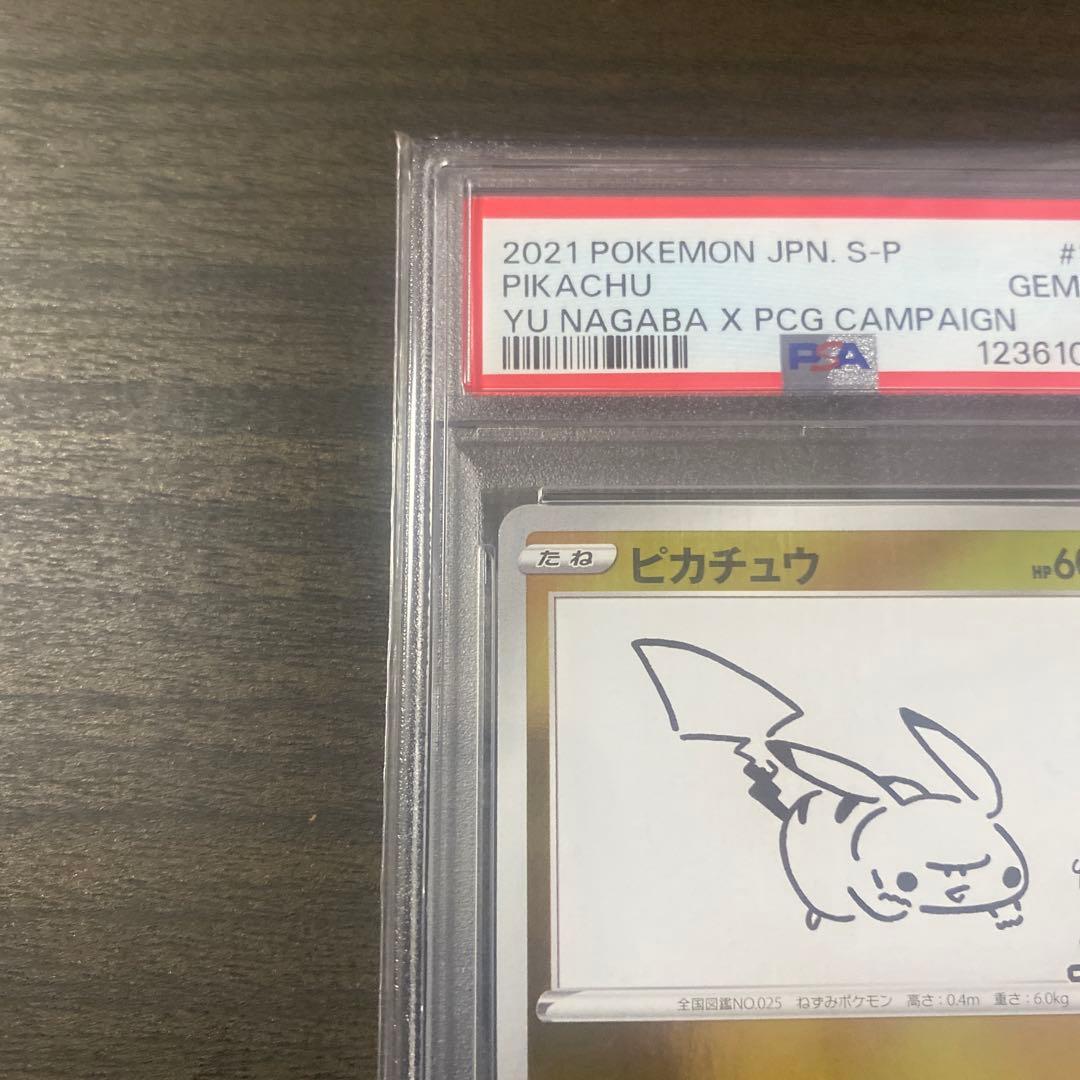 2021 POKEMON JPN. S-P #
PIKACHU GEM
YU NAGABA X PCG CAMPAIGN
PSA 123610
たね ピカチュウ HP 60
全国図鑑NO.025 ねずみポケモン 高さ:0.4m 重さ:6.0kg